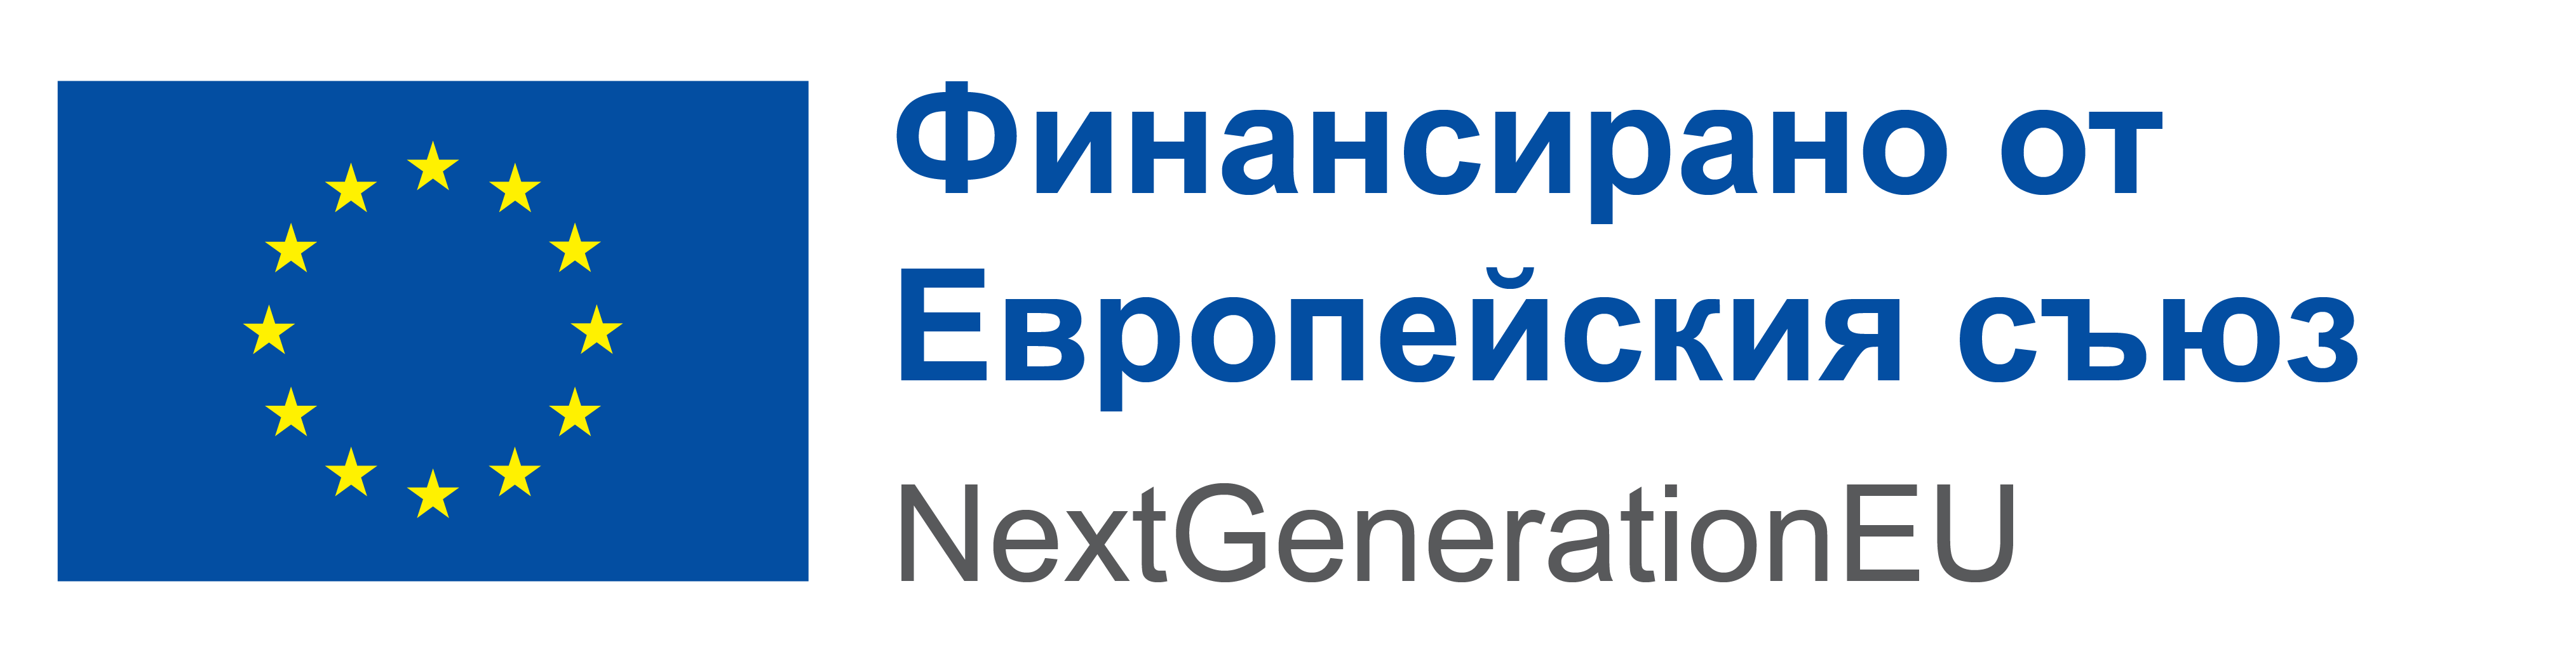 Финансирано от
Европейския съюз
NextGenerationEU